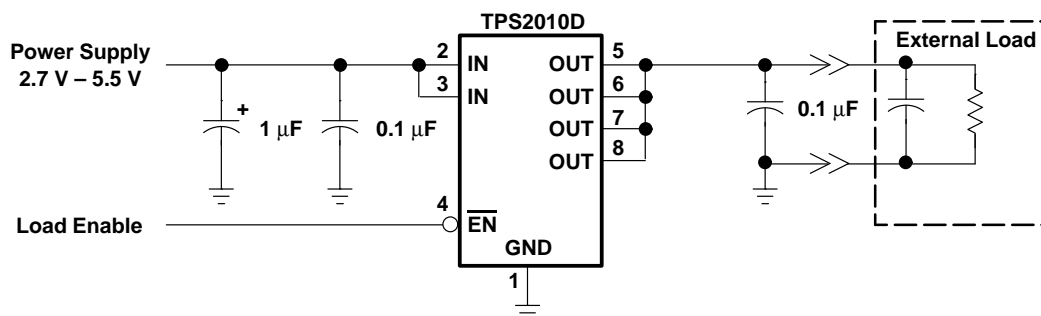 TPS2010D
Power Supply
2.7 V – 5.5 V
2
IN
3
IN
OUT
5
OUT
6
OUT
7
OUT
8
External Load
+
1 μF
0.1 μF
0.1 μF
Load Enable
4
EN
GND
1